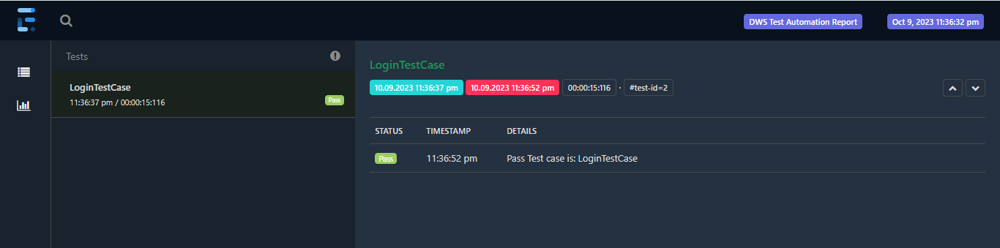 DWS Test Automation Report Oct 9, 2023 11:36:32 pm
Tests
LoginTestCase
11:36:37 pm / 00:00:15:116
Pass
LoginTestCase
10.09.2023 11:36:37 pm 10.09.2023 11:36:52 pm 00:00:15:116 · #test-id=2
STATUS TIMESTAMP DETAILS
Pass 11:36:52 pm Pass Test case is: LoginTestCase